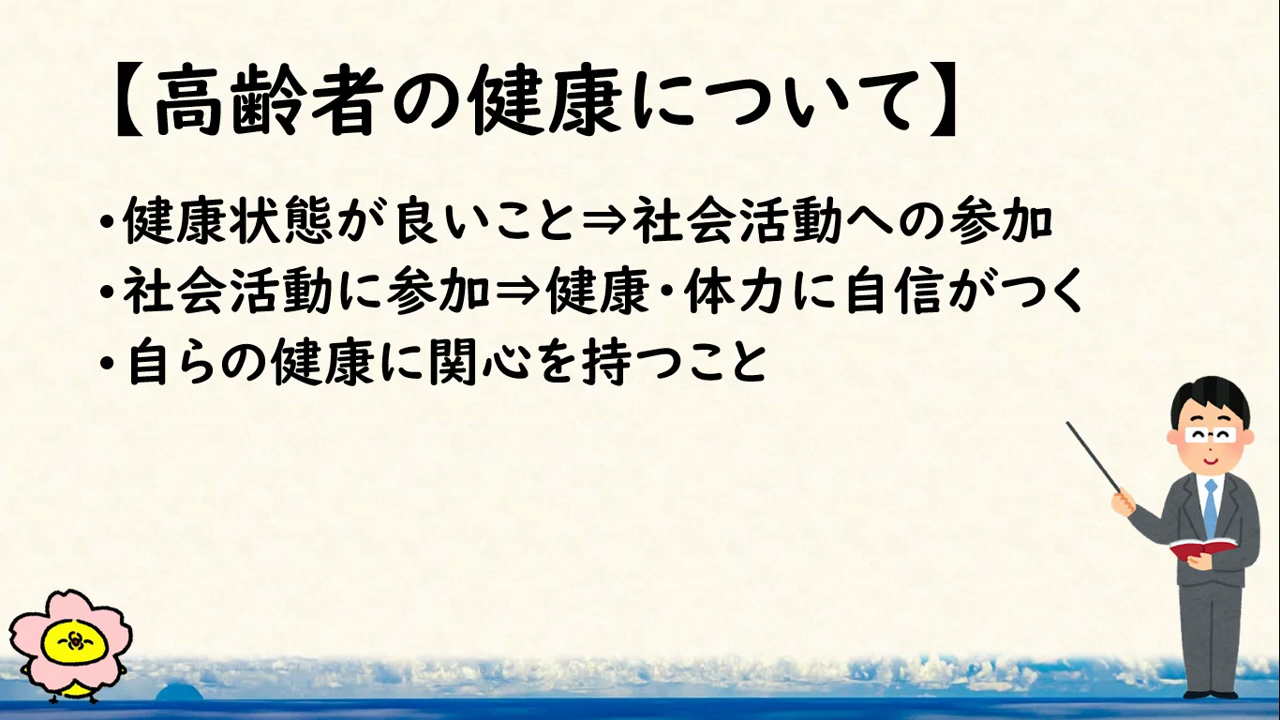 【高齢者の健康について】
・健康状態が良いこと⇒社会活動への参加
・社会活動に参加⇒健康・体力に自信がつく
・自らの健康に関心を持つこと